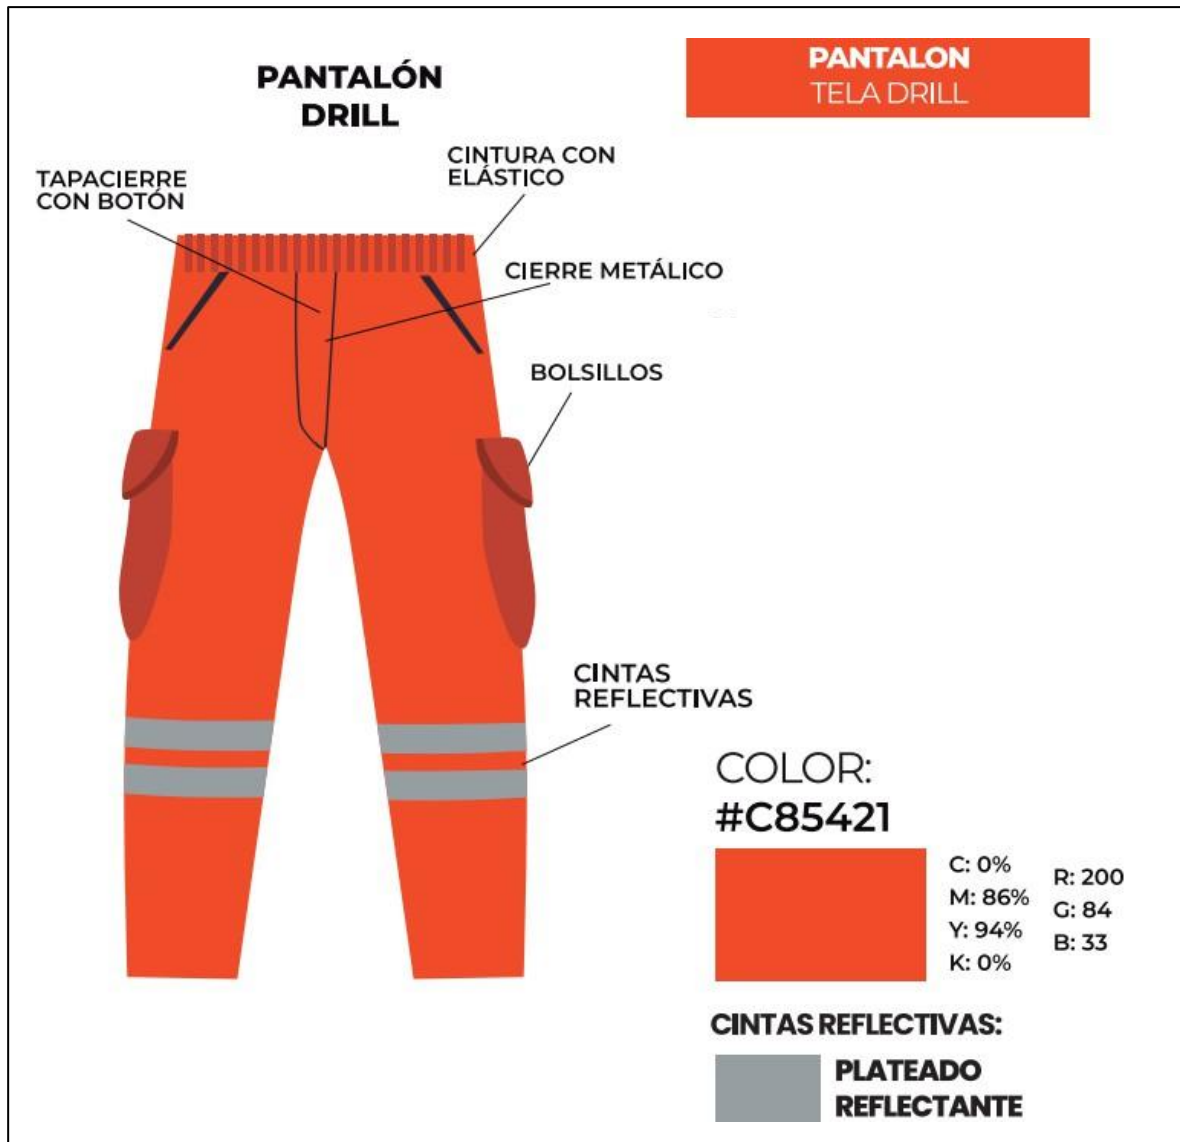 PANTALÓN
DRILL
PANTALON
TELA DRILL
TAPACIERRE
CON BOTÓN
CINTURA CON
ELÁSTICO
CIERRE METÁLICO
BOLSILLOS
CINTAS
REFLECTIVAS
COLOR:
#C85421
C: 0%
M: 86%
Y: 94%
K: 0%
R: 200
G: 84
B: 33
CINTAS REFLECTIVAS:
PLATEADO
REFLECTANTE